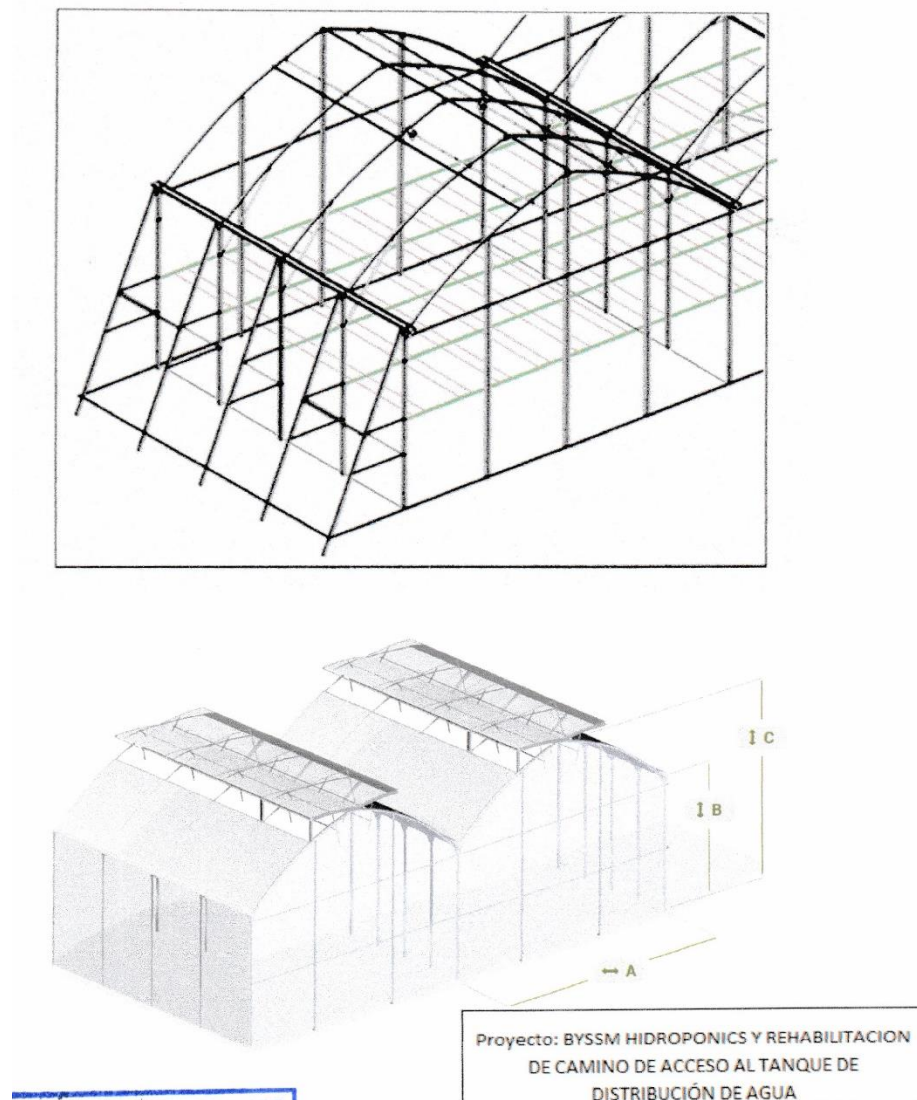 ↕ C
↕ B
↔ A
Proyecto: BYSSM HIDROPONICS Y REHABILITACION
DE CAMINO DE ACCESO AL TANQUE DE
DISTRIBUCIÓN DE AGUA